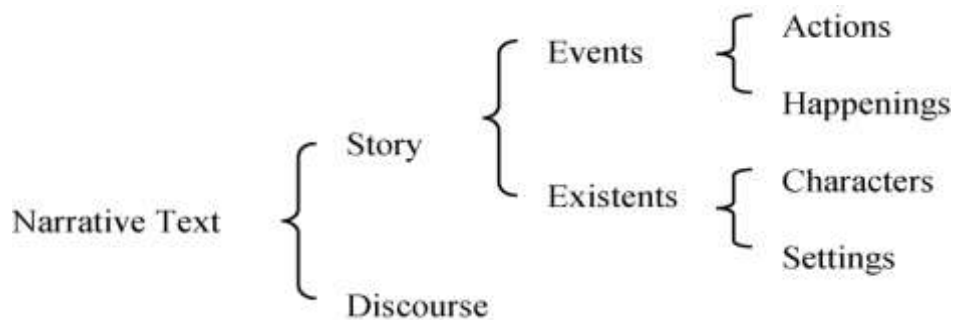 Actions
Events
Happenings
Story
Characters
Existents
Narrative Text
Settings
Discourse